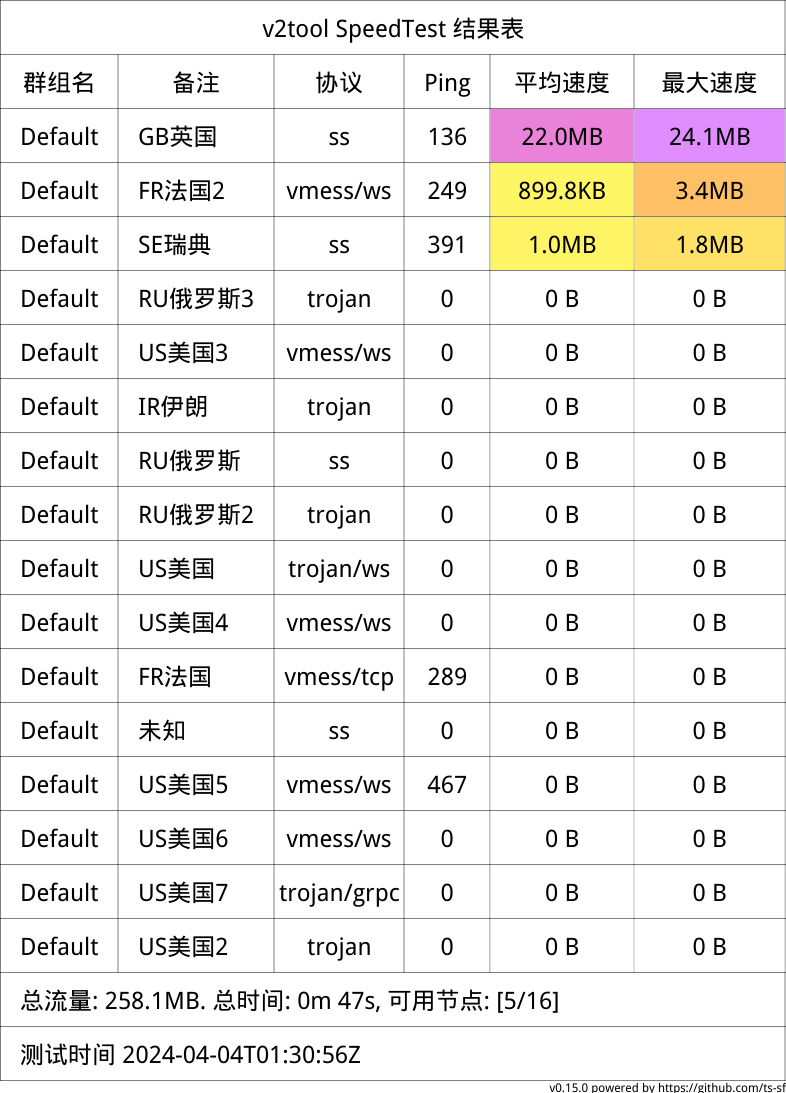 v2tool SpeedTest 结果表
群组名 备注 协议 Ping 平均速度 最大速度
Default GB英国 ss 136 22.0MB 24.1MB
Default FR法国2 vmess/ws 249 899.8KB 3.4MB
Default SE瑞典 ss 391 1.0MB 1.8MB
Default RU俄罗斯3 trojan 0 0 B 0 B
Default US美国3 vmess/ws 0 0 B 0 B
Default IR伊朗 trojan 0 0 B 0 B
Default RU俄罗斯 ss 0 0 B 0 B
Default RU俄罗斯2 trojan 0 0 B 0 B
Default US美国 trojan/ws 0 0 B 0 B
Default US美国4 vmess/ws 0 0 B 0 B
Default FR法国 vmess/tcp 289 0 B 0 B
Default 未知 ss 0 0 B 0 B
Default US美国5 vmess/ws 467 0 B 0 B
Default US美国6 vmess/ws 0 0 B 0 B
Default US美国7 trojan/grpc 0 0 B 0 B
Default US美国2 trojan 0 0 B 0 B
总流量: 258.1MB. 总时间: 0m 47s, 可用节点: [5/16]
测试时间 2024-04-04T01:30:56Z
v0.15.0 powered by https://github.com/ts-sf